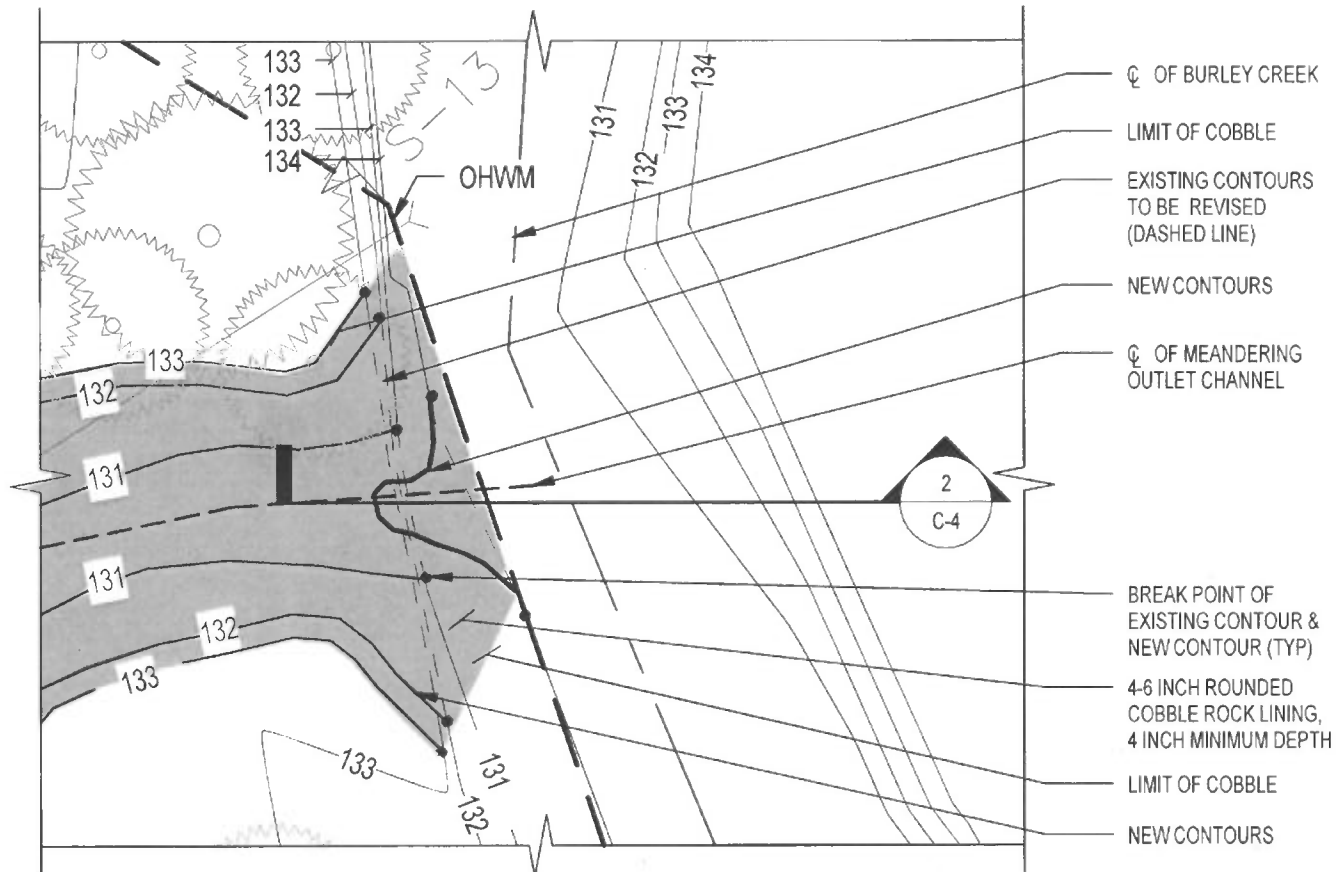 133
132
133
134
S-13
OHWM
131
132
133
134
℄ OF BURLEY CREEK
LIMIT OF COBBLE
EXISTING CONTOURS
TO BE REVISED
(DASHED LINE)
NEW CONTOURS
℄ OF MEANDERING
OUTLET CHANNEL
133
132
131
2
C-4
131
132
133
133
131
132
BREAK POINT OF
EXISTING CONTOUR &
NEW CONTOUR (TYP)
4-6 INCH ROUNDED
COBBLE ROCK LINING,
4 INCH MINIMUM DEPTH
LIMIT OF COBBLE
NEW CONTOURS